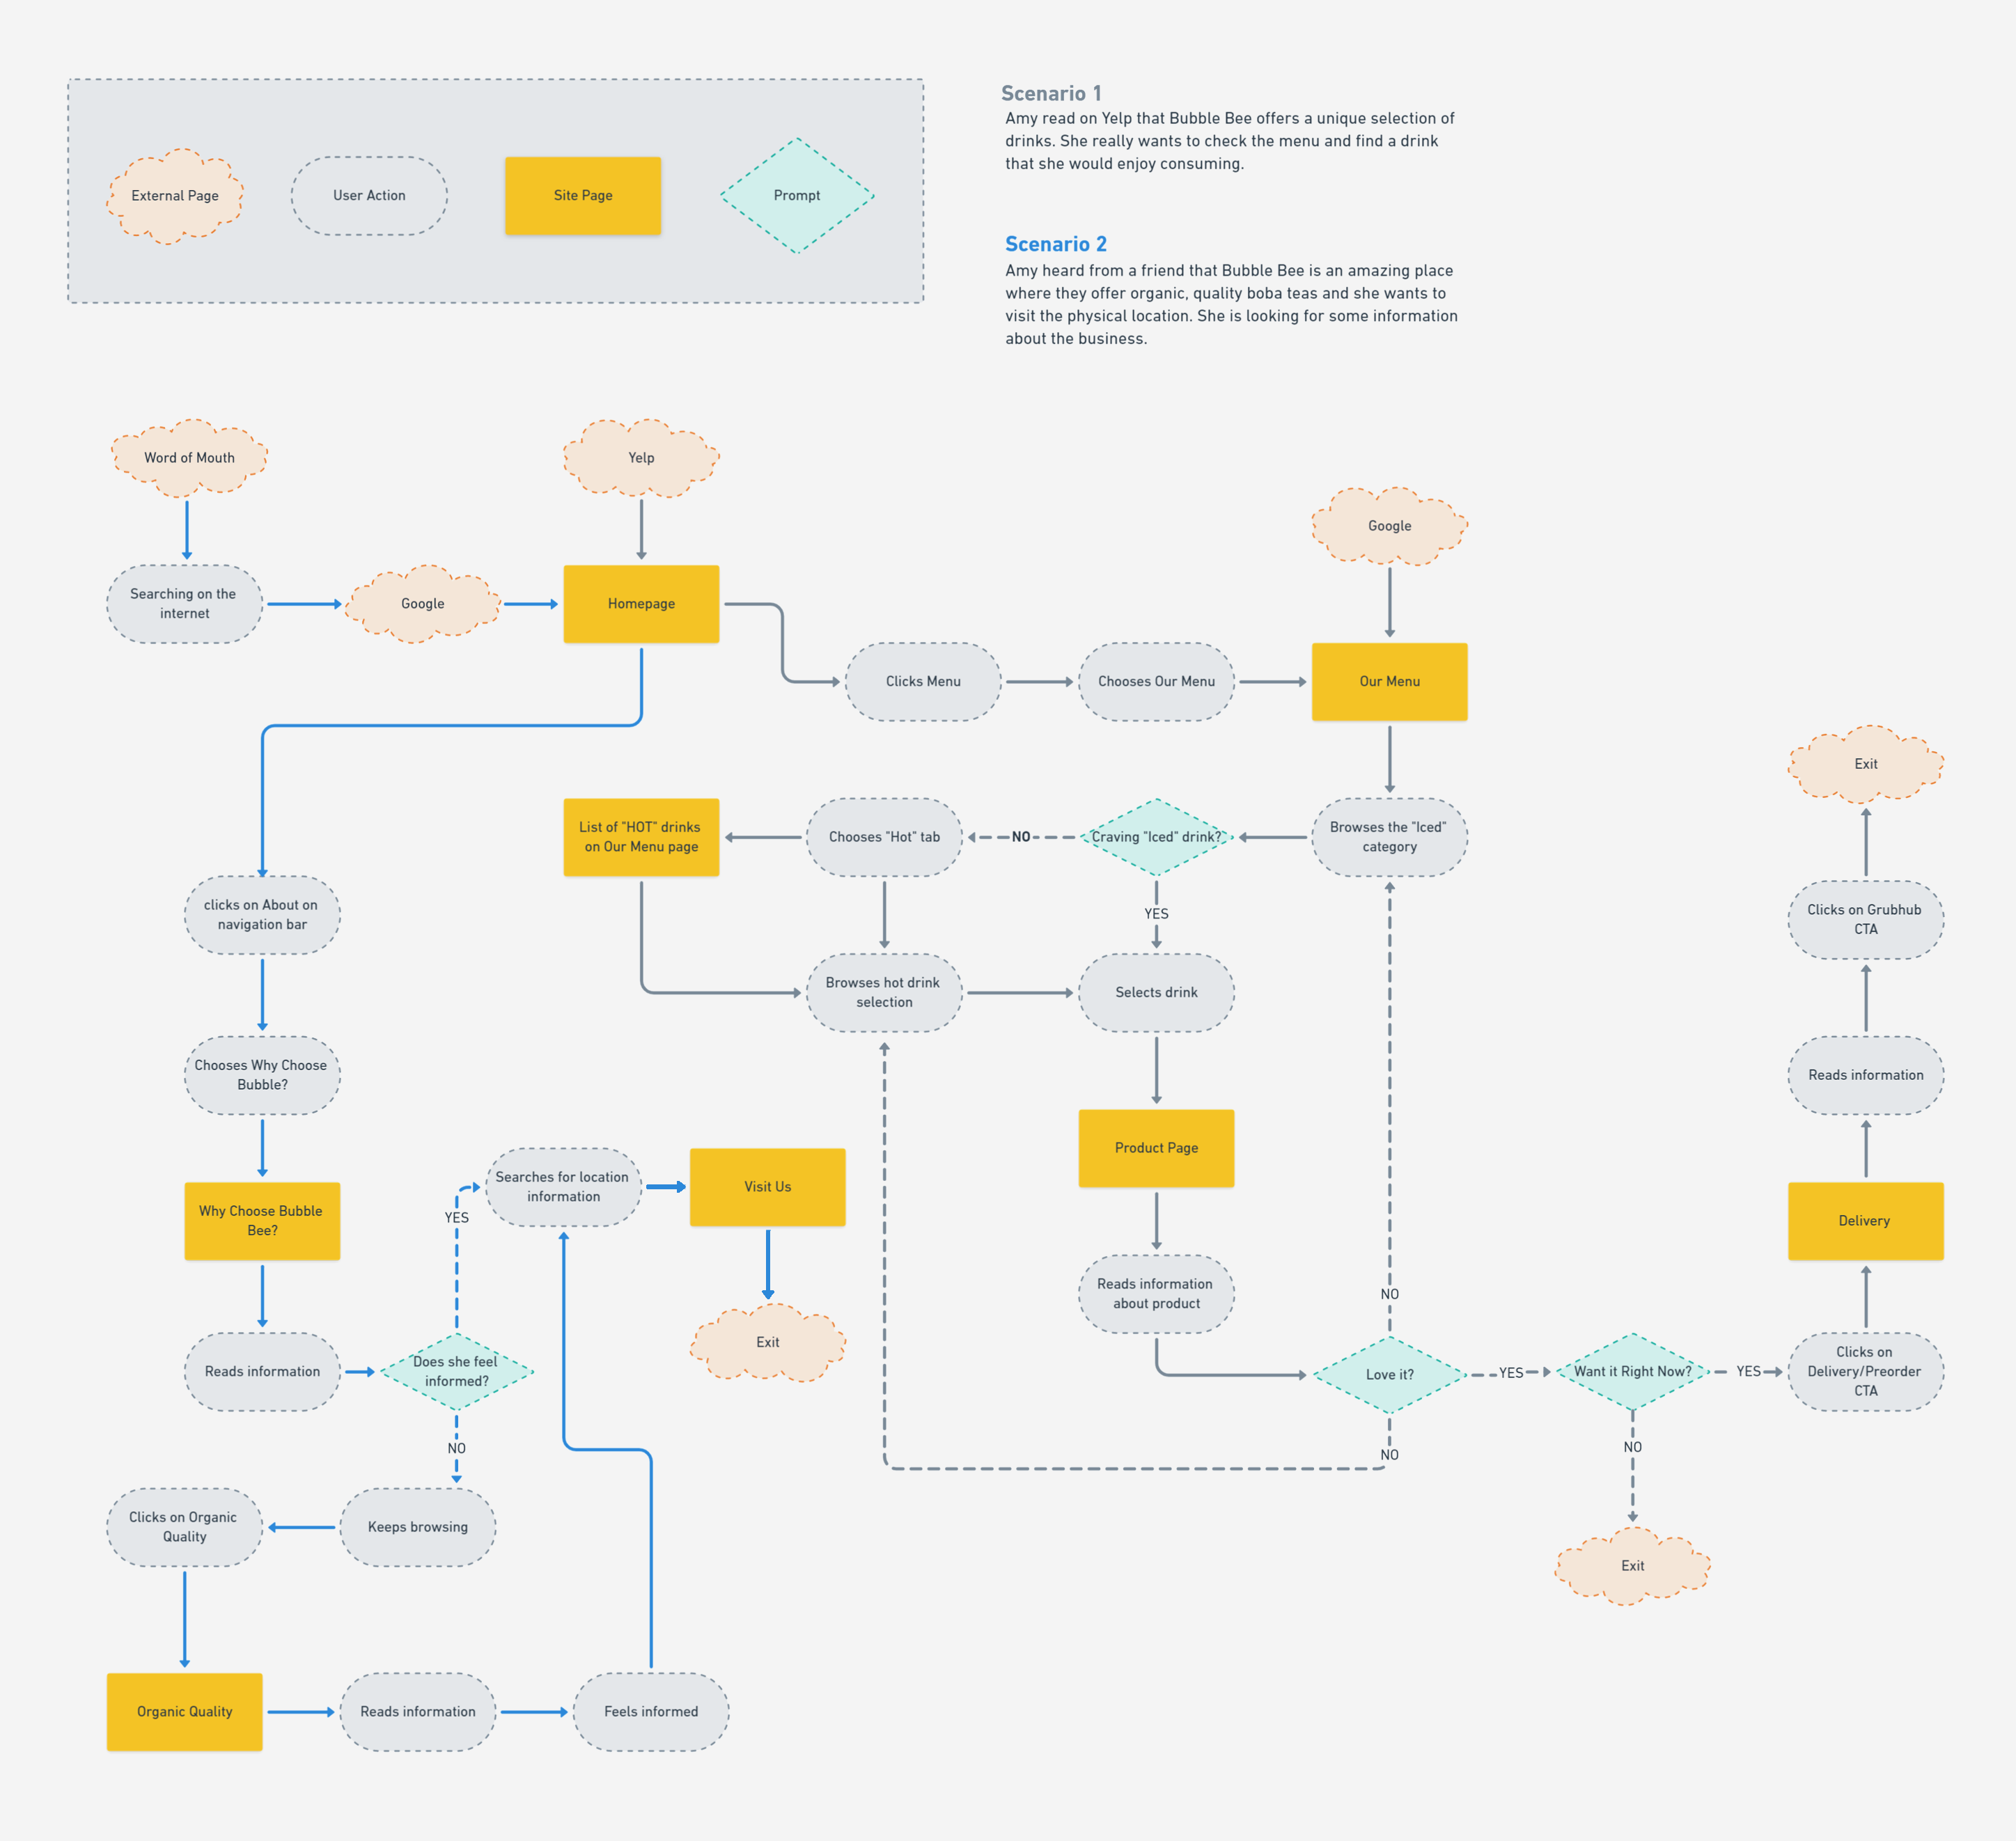 External Page
User Action
Site Page
Prompt
Scenario 1
Amy read on Yelp that Bubble Bee offers a unique selection of
drinks. She really wants to check the menu and find a drink
that she would enjoy consuming.
Scenario 2
Amy heard from a friend that Bubble Bee is an amazing place
where they offer organic, quality boba teas and she wants to
visit the physical location. She is looking for some information
about the business.
Word of Mouth
Yelp
Google
Searching on the
internet
Google
Homepage
Clicks Menu
Chooses Our Menu
Our Menu
Exit
List of "HOT" drinks
on Our Menu page
Chooses "Hot" tab
NO
Craving "Iced" drink?
Browses the "Iced"
category
YES
clicks on About on
navigation bar
Clicks on Grubhub
CTA
Browses hot drink
selection
Selects drink
Chooses Why Choose
Bubble?
Reads information
Product Page
Searches for location
information
Visit Us
YES
Why Choose Bubble
Bee?
Delivery
Reads information
about product
NO
Exit
Reads information
Does she feel
informed?
Love it?
YES
Want it Right Now?
YES
Clicks on
Delivery/Preorder
CTA
NO
NO
NO
Clicks on Organic
Quality
Keeps browsing
Exit
Organic Quality
Reads information
Feels informed